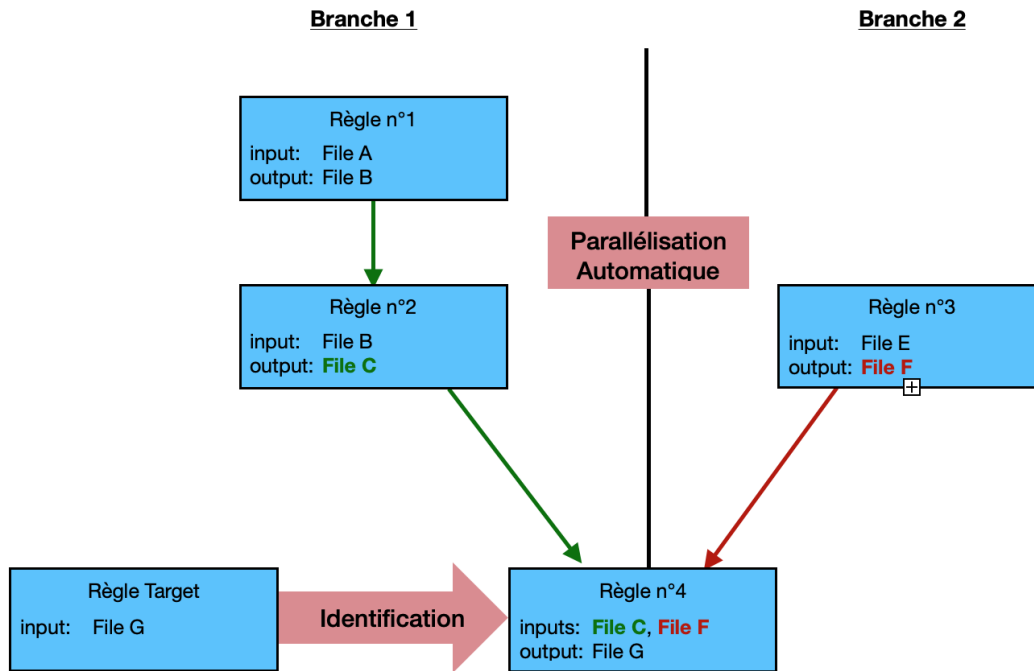 Branche 1
Branche 2
Règle n°1
input: File A
output: File B
Parallélisation
Automatique
Règle n°2
input: File B
output: File C
Règle n°3
input: File E
output: File F
Règle Target
input: File G
Identification
Règle n°4
inputs: File C, File F
output: File G